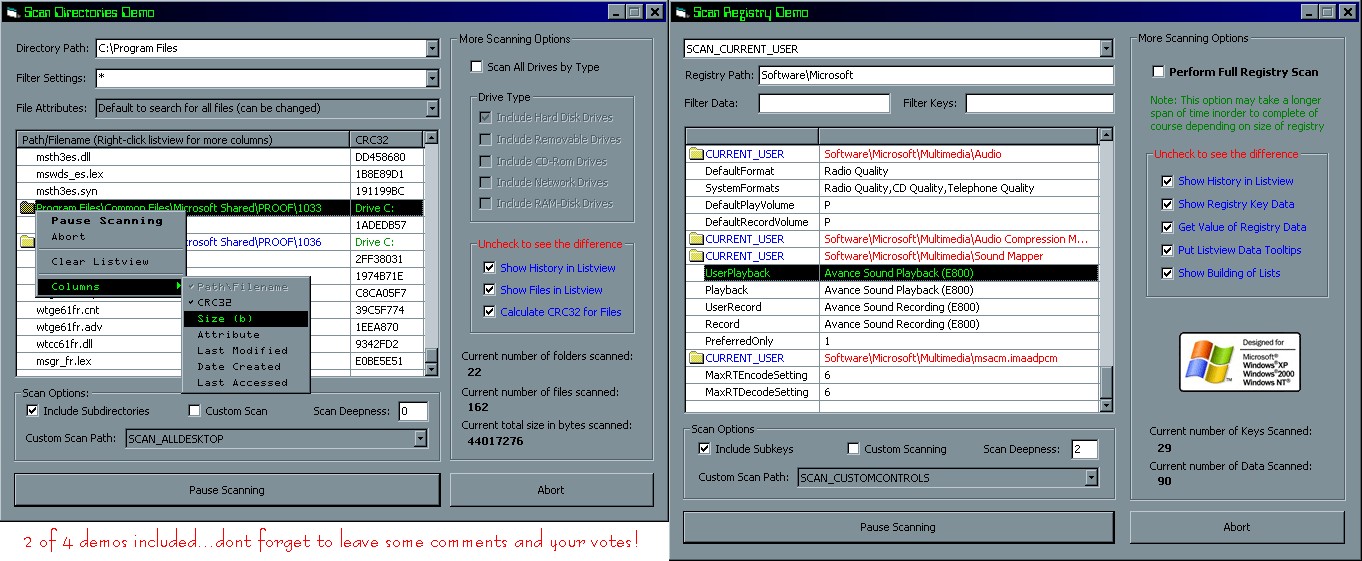 Scan Directories Demo
Directory Path: C:\Program Files
Filter Settings: *
File Attributes: Default to search for all files (can be changed)
Path/Filename (Right-click listview for more columns) CRC32
msth3es.dll DD458680
mswds_es.lex 1B8E89D1
msth3es.syn 191199BC
Program Files\Common Files\Microsoft Shared\PROOF\1033 Drive C:
1ADEDB57
crosoft Shared\PROOF\1036 Drive C:
2FF38031
1974B71E
C8CA05F7
wtge61fr.cnt 39C5F774
wtge61fr.adv 1EEA870
wtcc61fr.dll 9342FD2
msgr_fr.lex E0BE5E51
Pause Scanning
Abort
Clear Listview
Columns
Path\Filename
CRC32
Size (b)
Attribute
Last Modified
Date Created
Last Accessed
Scan Options:
Include Subdirectories Custom Scan Scan Deepness: 0
Custom Scan Path: SCAN_ALLDESKTOP
Pause Scanning
More Scanning Options
Scan All Drives by Type
Drive Type
Include Hard Disk Drives
Include Removable Drives
Include CD-Rom Drives
Include Network Drives
Include RAM-Disk Drives
Uncheck to see the difference
Show History in Listview
Show Files in Listview
Calculate CRC32 for Files
Current number of folders scanned:
22
Current number of files scanned:
162
Current total size in bytes scanned:
44017276
Abort
2 of 4 demos included...dont forget to leave some comments and your votes!
Scan Registry Demo
SCAN_CURRENT_USER
Registry Path: Software\Microsoft
Filter Data: Filter Keys:
CURRENT_USER Software\Microsoft\Multimedia\Audio
DefaultFormat Radio Quality
SystemFormats Radio Quality,CD Quality,Telephone Quality
DefaultPlayVolume P
DefaultRecordVolume P
CURRENT_USER Software\Microsoft\Multimedia\Audio Compression M...
CURRENT_USER Software\Microsoft\Multimedia\Sound Mapper
UserPlayback Avance Sound Playback (E800)
Playback Avance Sound Playback (E800)
UserRecord Avance Sound Recording (E800)
Record Avance Sound Recording (E800)
PreferredOnly 1
CURRENT_USER Software\Microsoft\Multimedia\msacm.imaadpcm
MaxRTEncodeSetting 6
MaxRTDecodeSetting 6
Scan Options
Include Subkeys Custom Scanning Scan Deepness: 2
Custom Scan Path: SCAN_CUSTOMCONTROLS
Pause Scanning
More Scanning Options
Perform Full Registry Scan
Note: This option may take a longer
span of time inorder to complete of
course depending on size of registry
Uncheck to see the difference
Show History in Listview
Show Registry Key Data
Get Value of Registry Data
Put Listview Data Tooltips
Show Building of Lists
Designed for
Microsoft®
Windows®XP
Windows®2000
Windows NT®
Current number of Keys Scanned:
29
Current number of Data Scanned:
90
Abort